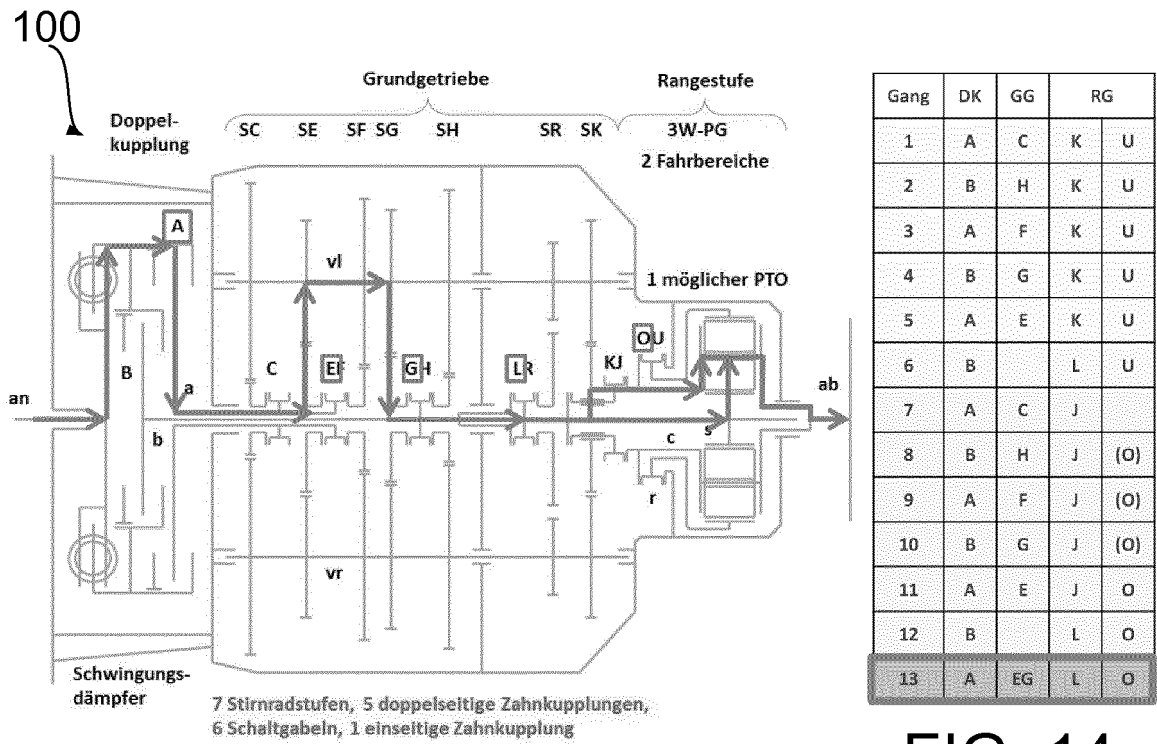 100
Doppel-
kupplung
Grundgetriebe
Rangestufe
SC SE SF SG SH SR SK
3W-PG
2 Fahrbereiche
A
vl
1 möglicher PTO
B C EF GH LR KJ OU
an a ab
b c s
r
vr
Schwingungs-
dämpfer
7 Stirnradstufen, 5 doppelseitige Zahnkupplungen,
6 Schaltgabeln, 1 einseitige Zahnkupplung
Gang DK GG RG
1 A C K U
2 B H K U
3 A F K U
4 B G K U
5 A E K U
6 B L U
7 A C J
8 B H J (O)
9 A F J (O)
10 B G J (O)
11 A E J O
12 B L O
13 A EG L O
FIG. 14